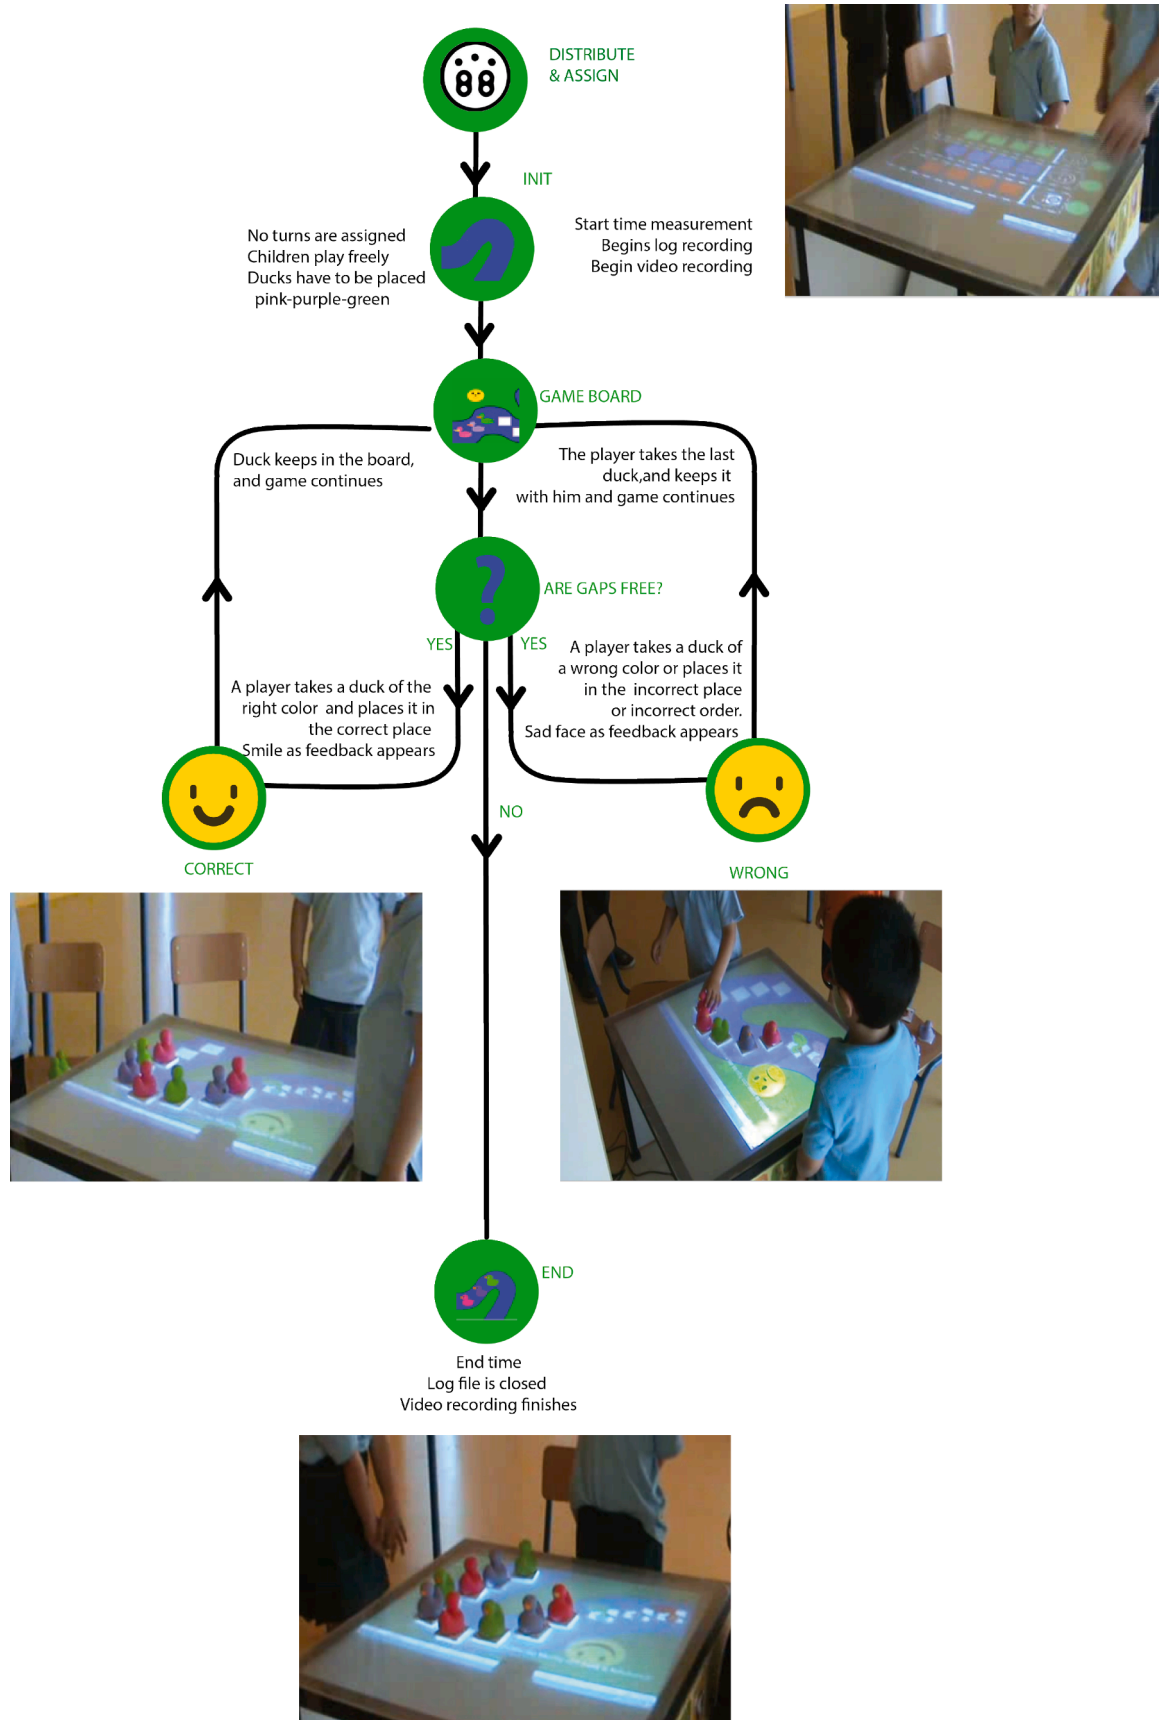 DISTRIBUTE
& ASSIGN
INIT
No turns are assigned
Children play freely
Ducks have to be placed
pink-purple-green
Start time measurement
Begins log recording
Begin video recording
GAME BOARD
Duck keeps in the board,
and game continues
The player takes the last
duck,and keeps it
with him and game continues
ARE GAPS FREE?
YES
YES
A player takes a duck of the
right color and places it in
the correct place
Smile as feedback appears
A player takes a duck of
a wrong color or places it
in the incorrect place
or incorrect order.
Sad face as feedback appears
NO
CORRECT
WRONG
END
End time
Log file is closed
Video recording finishes